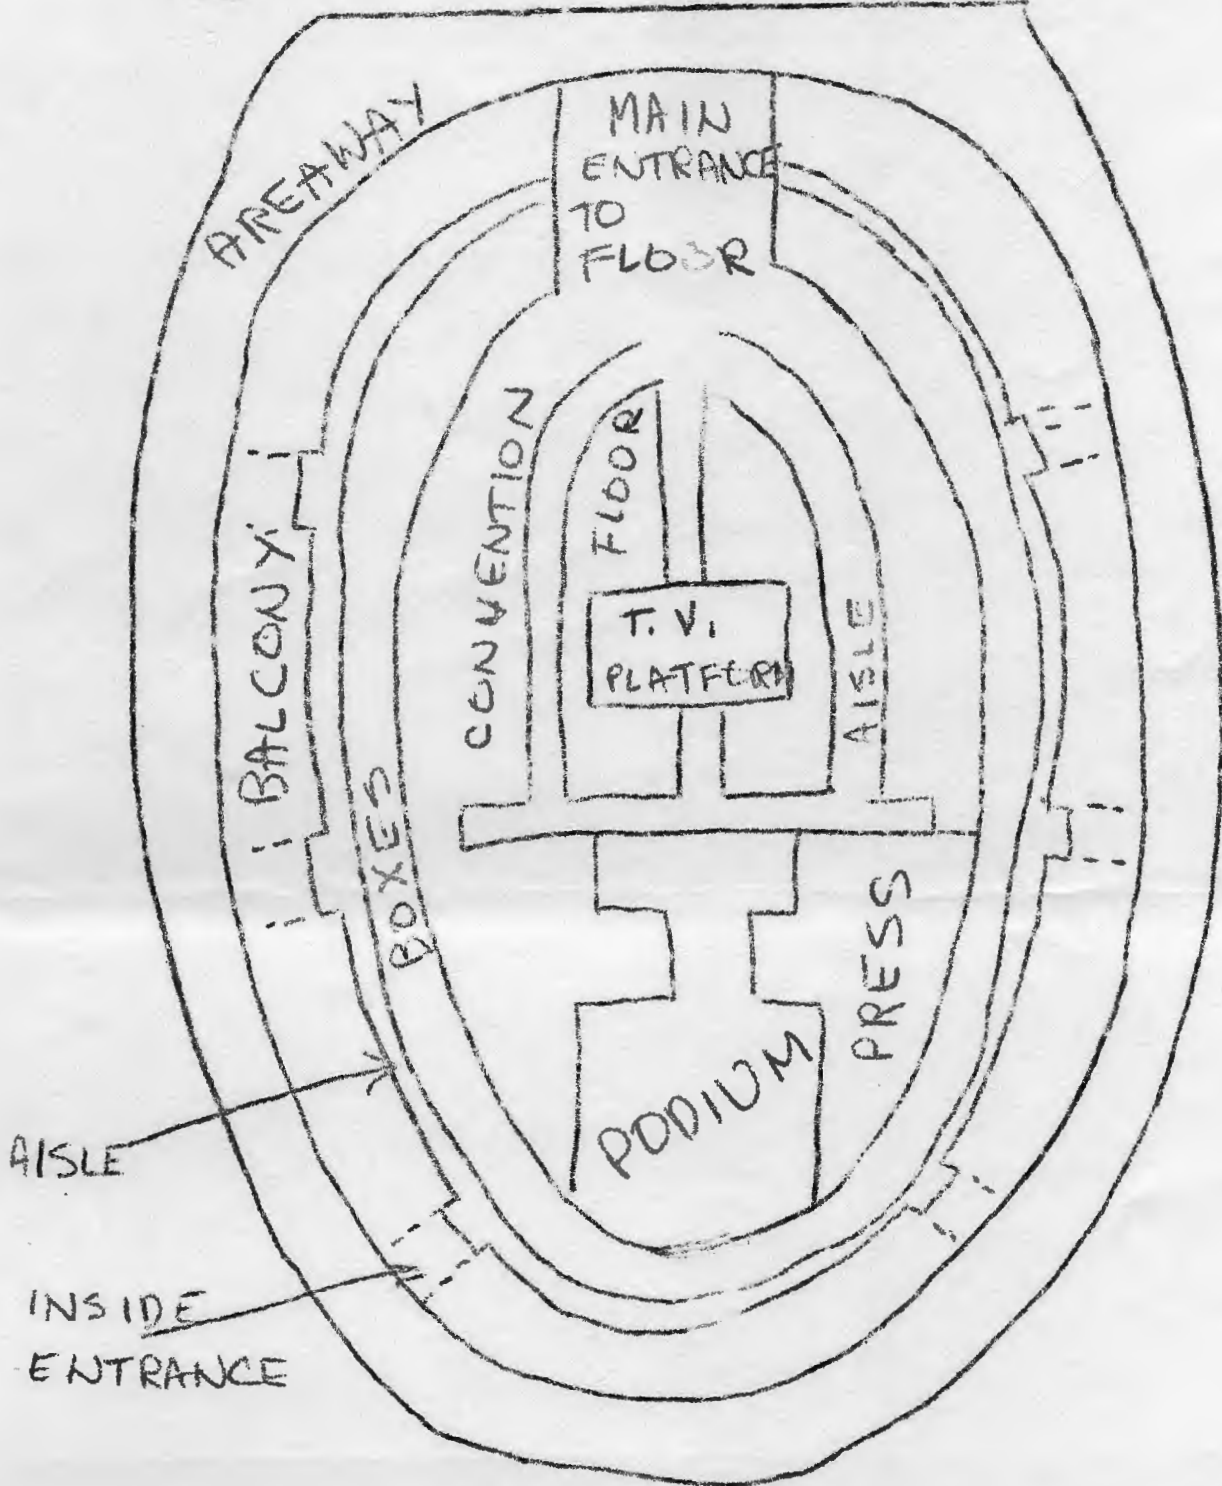 AREAWAY
MAIN
ENTRANCE
TO
FLOOR
CONVENTION
FLOOR
BALCONY
T. V.
PLATFORM
AISLE
BOXES
PRESS
PODIUM
AISLE
INSIDE
ENTRANCE